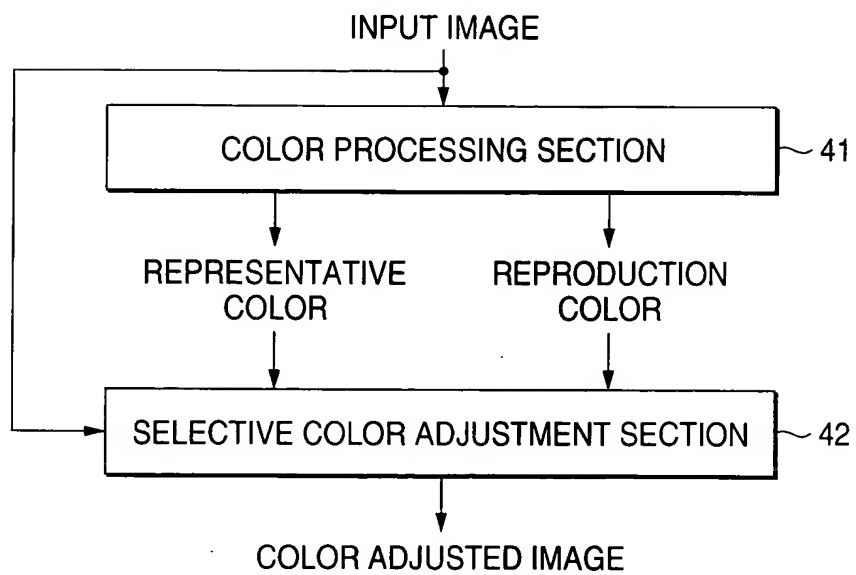 INPUT IMAGE
COLOR PROCESSING SECTION
41
REPRESENTATIVE
COLOR
REPRODUCTION
COLOR
SELECTIVE COLOR ADJUSTMENT SECTION
42
COLOR ADJUSTED IMAGE